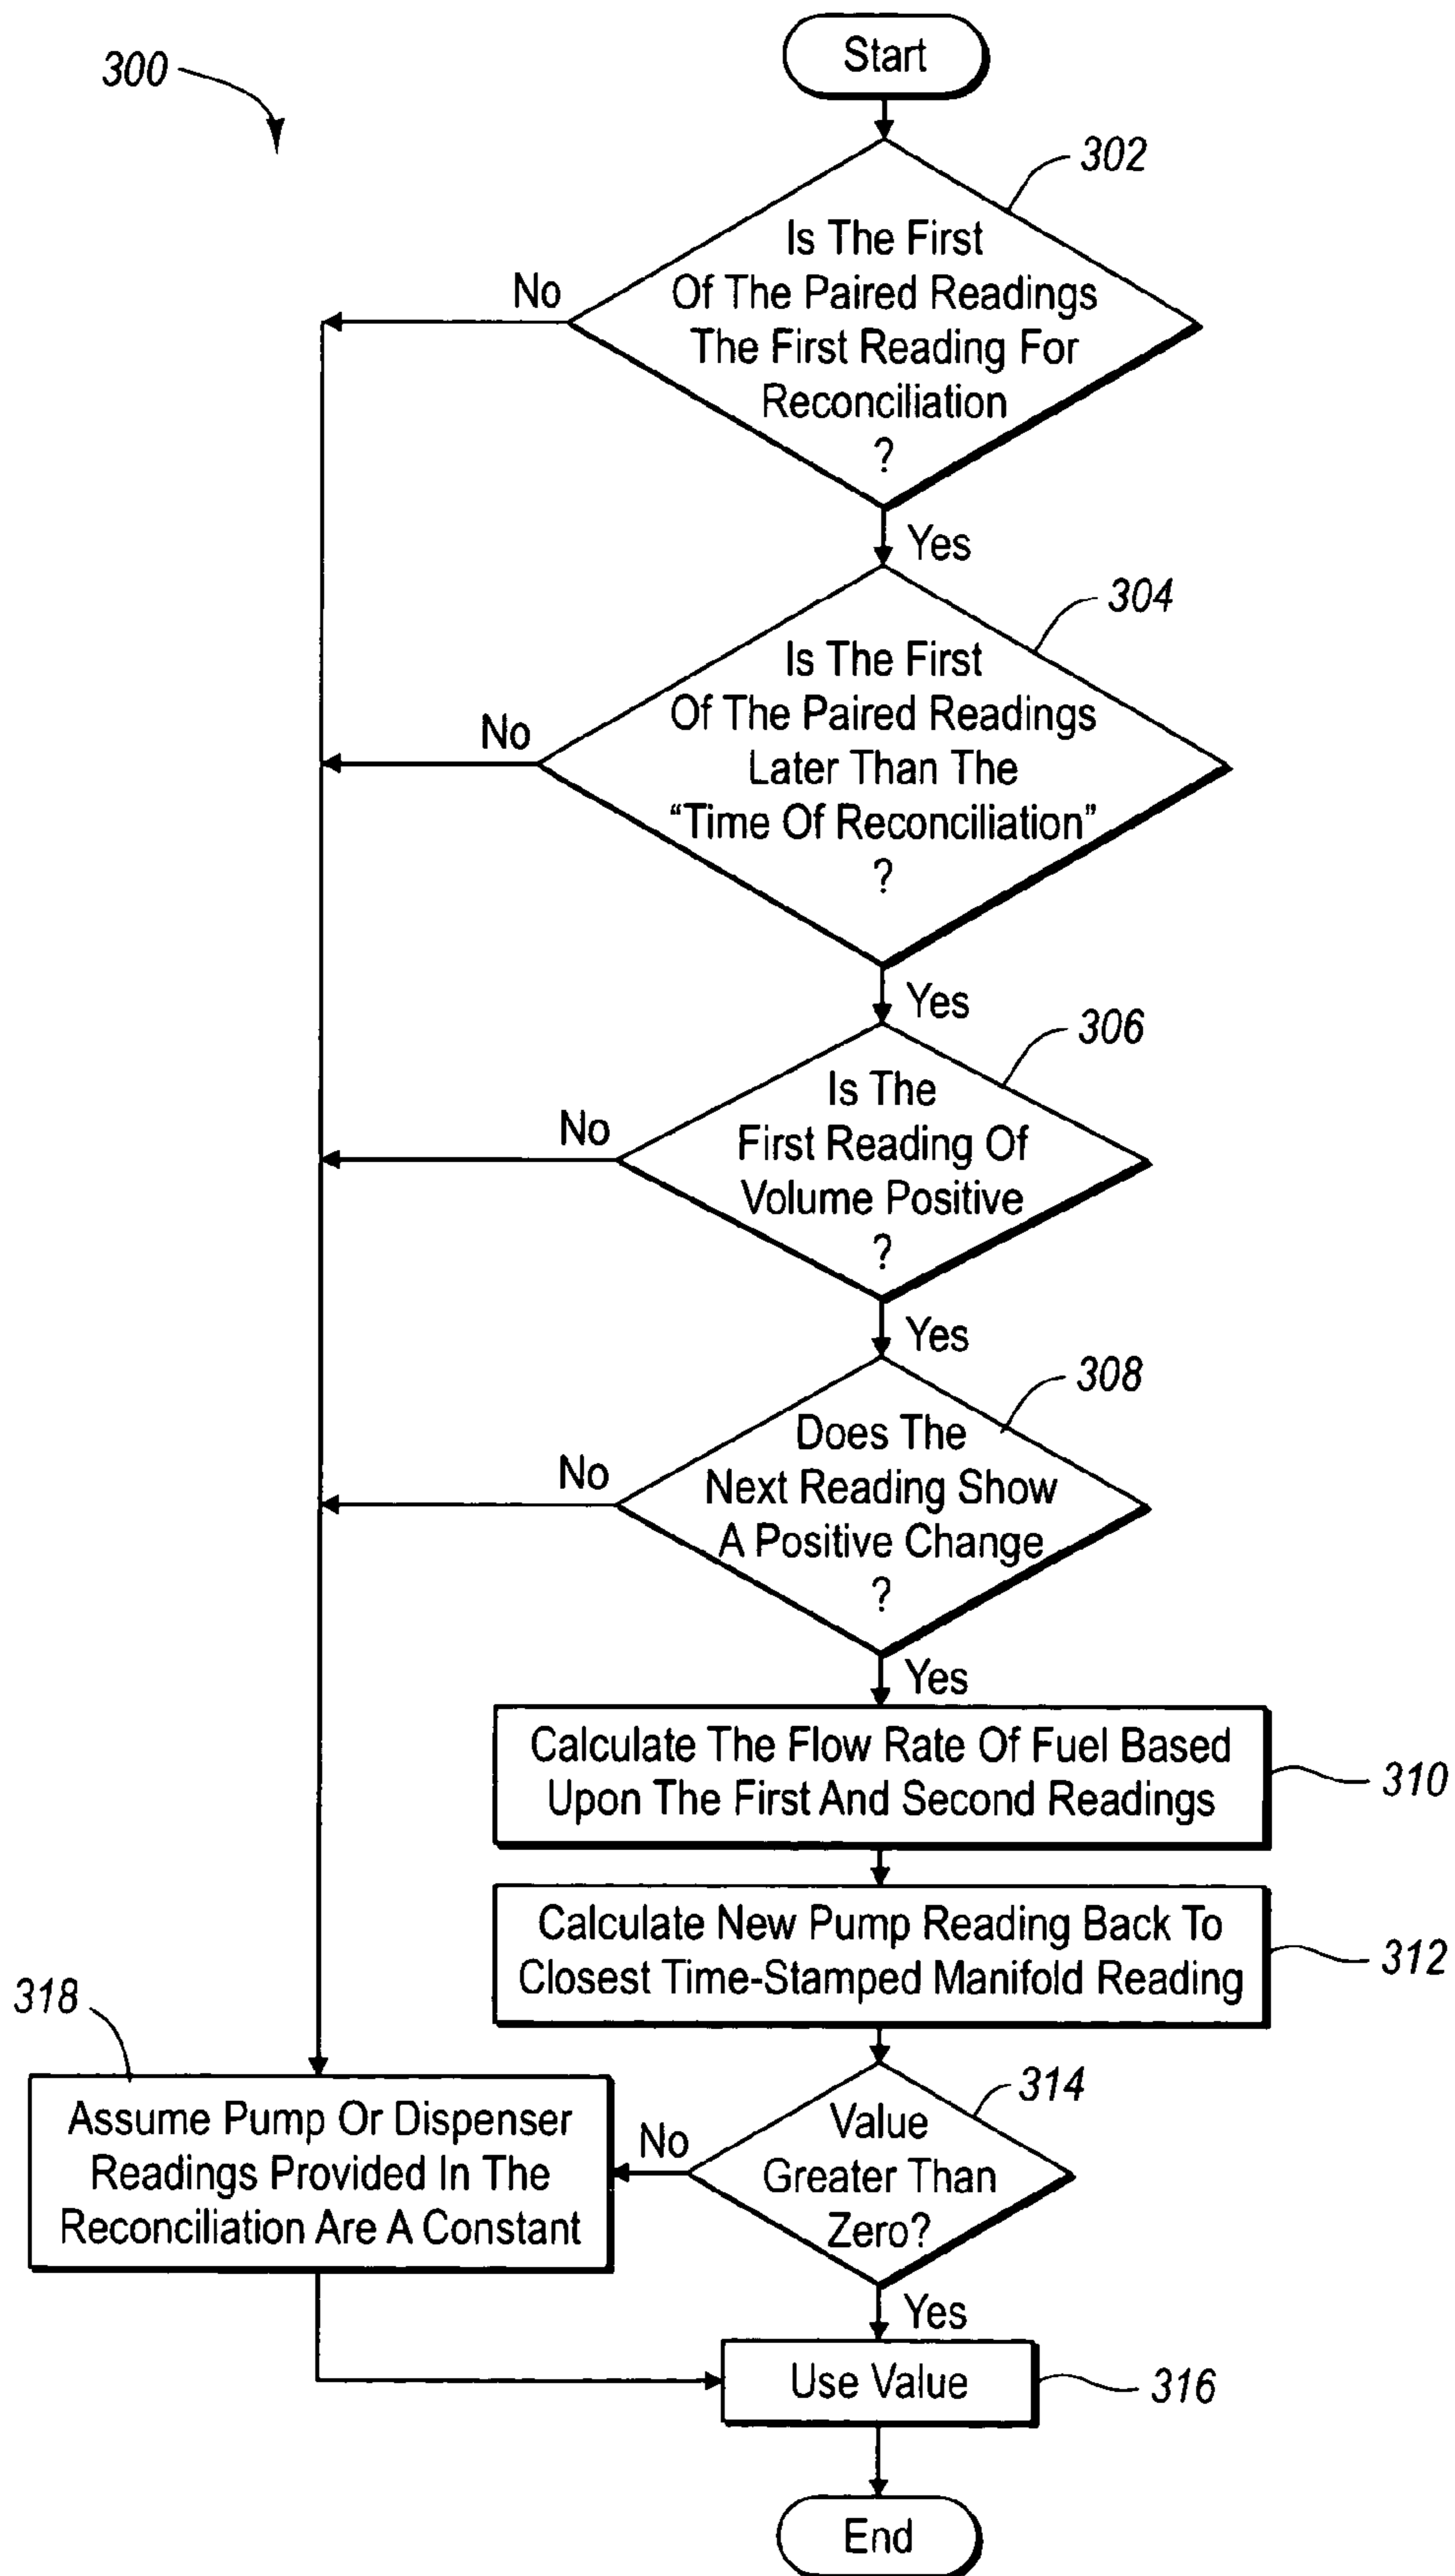 Start
300
302
Is The First
Of The Paired Readings
The First Reading For
Reconciliation
?
No
Yes
304
Is The First
Of The Paired Readings
Later Than The
“Time Of Reconciliation”
?
No
Yes
306
Is The
First Reading Of
Volume Positive
?
No
Yes
308
Does The
Next Reading Show
A Positive Change
?
No
Yes
Calculate The Flow Rate Of Fuel Based
Upon The First And Second Readings
310
Calculate New Pump Reading Back To
Closest Time-Stamped Manifold Reading
312
318
Assume Pump Or Dispenser
Readings Provided In The
Reconciliation Are A Constant
No
314
Value
Greater Than
Zero?
Yes
Use Value
316
End